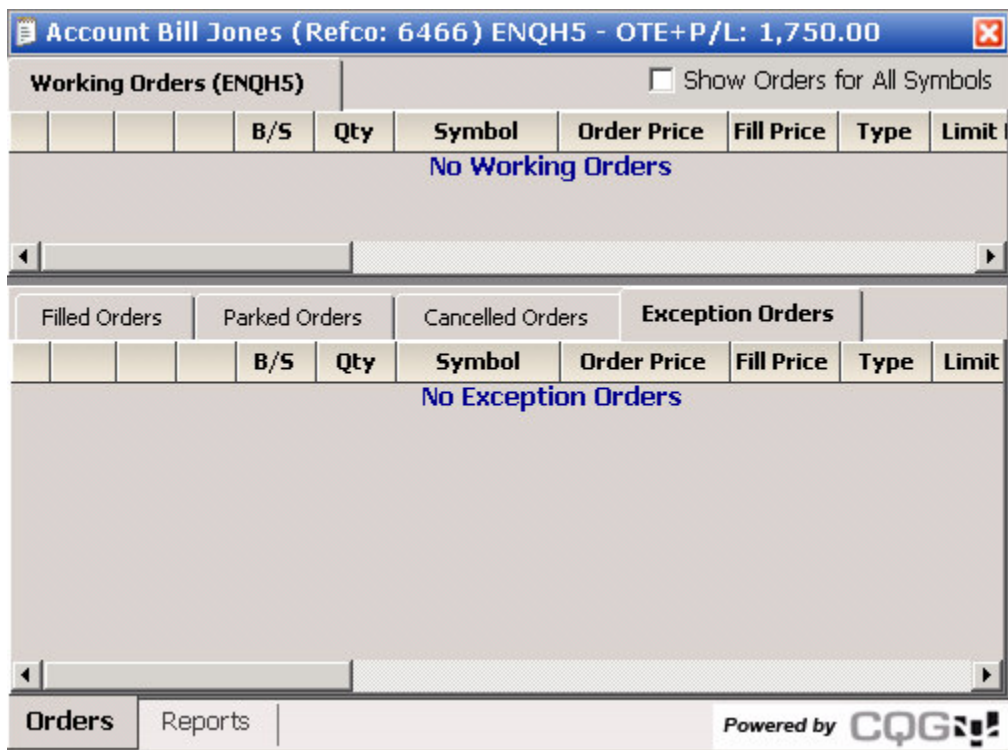 Account Bill Jones (Refco: 6466) ENQH5 - OTE+P/L: 1,750.00
Working Orders (ENQH5) Show Orders for All Symbols
B/S Qty Symbol Order Price Fill Price Type Limit
No Working Orders
Filled Orders Parked Orders Cancelled Orders Exception Orders
B/S Qty Symbol Order Price Fill Price Type Limit
No Exception Orders
Orders Reports Powered by CQG